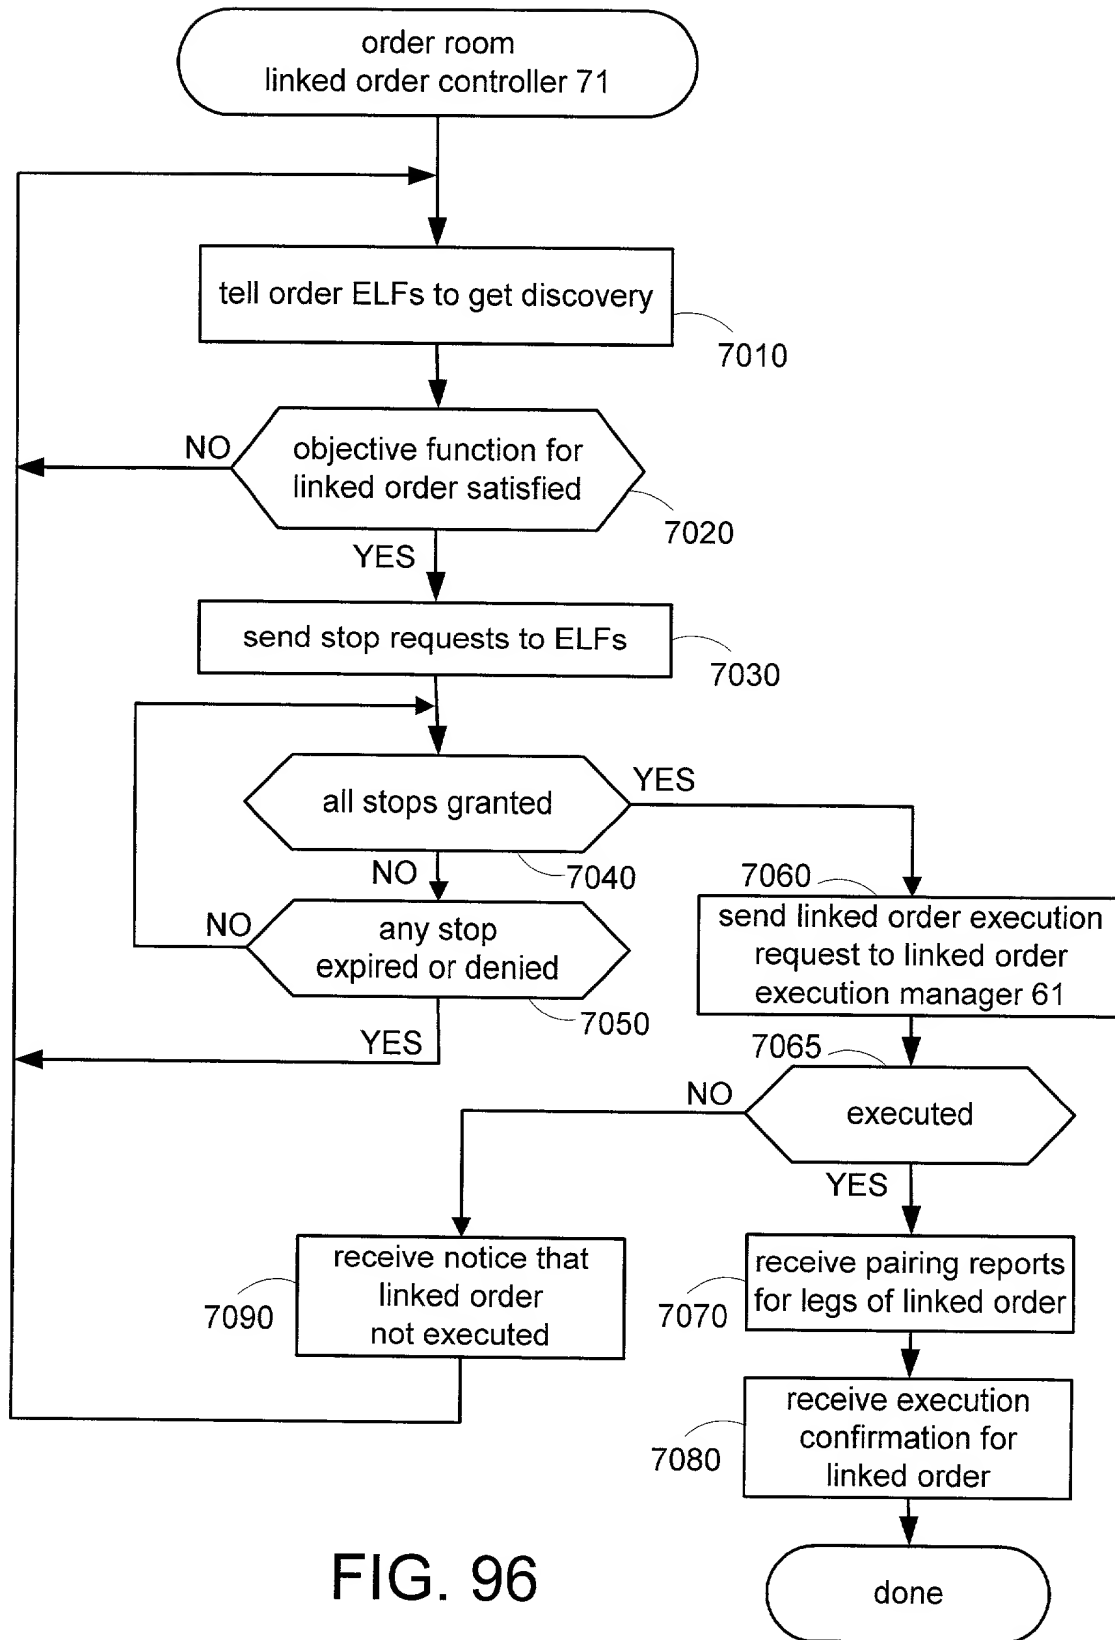 order room
linked order controller 71
tell order ELFs to get discovery
7010
NO
objective function for
linked order satisfied
7020
YES
send stop requests to ELFs
7030
all stops granted
YES
7040
NO
NO
any stop
expired or denied
7050
YES
7060
send linked order execution
request to linked order
execution manager 61
7065
NO
executed
YES
receive notice that
linked order
not executed
7090
receive pairing reports
for legs of linked order
7070
receive execution
confirmation for
linked order
7080
done
FIG. 96